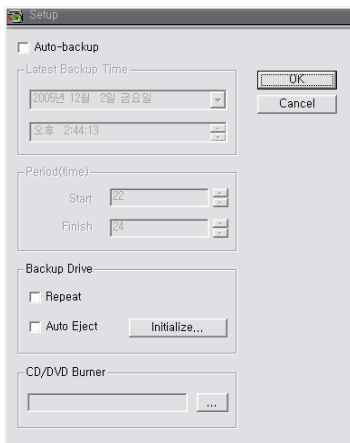 Setup
Auto-backup
Latest Backup Time
2005년 12월 2일 금요일
오후 2:44:13
OK
Cancel
Period(time)
Start 22
Finish 24
Backup Drive
Repeat
Auto Eject Initialize...
CD/DVD Burner
...